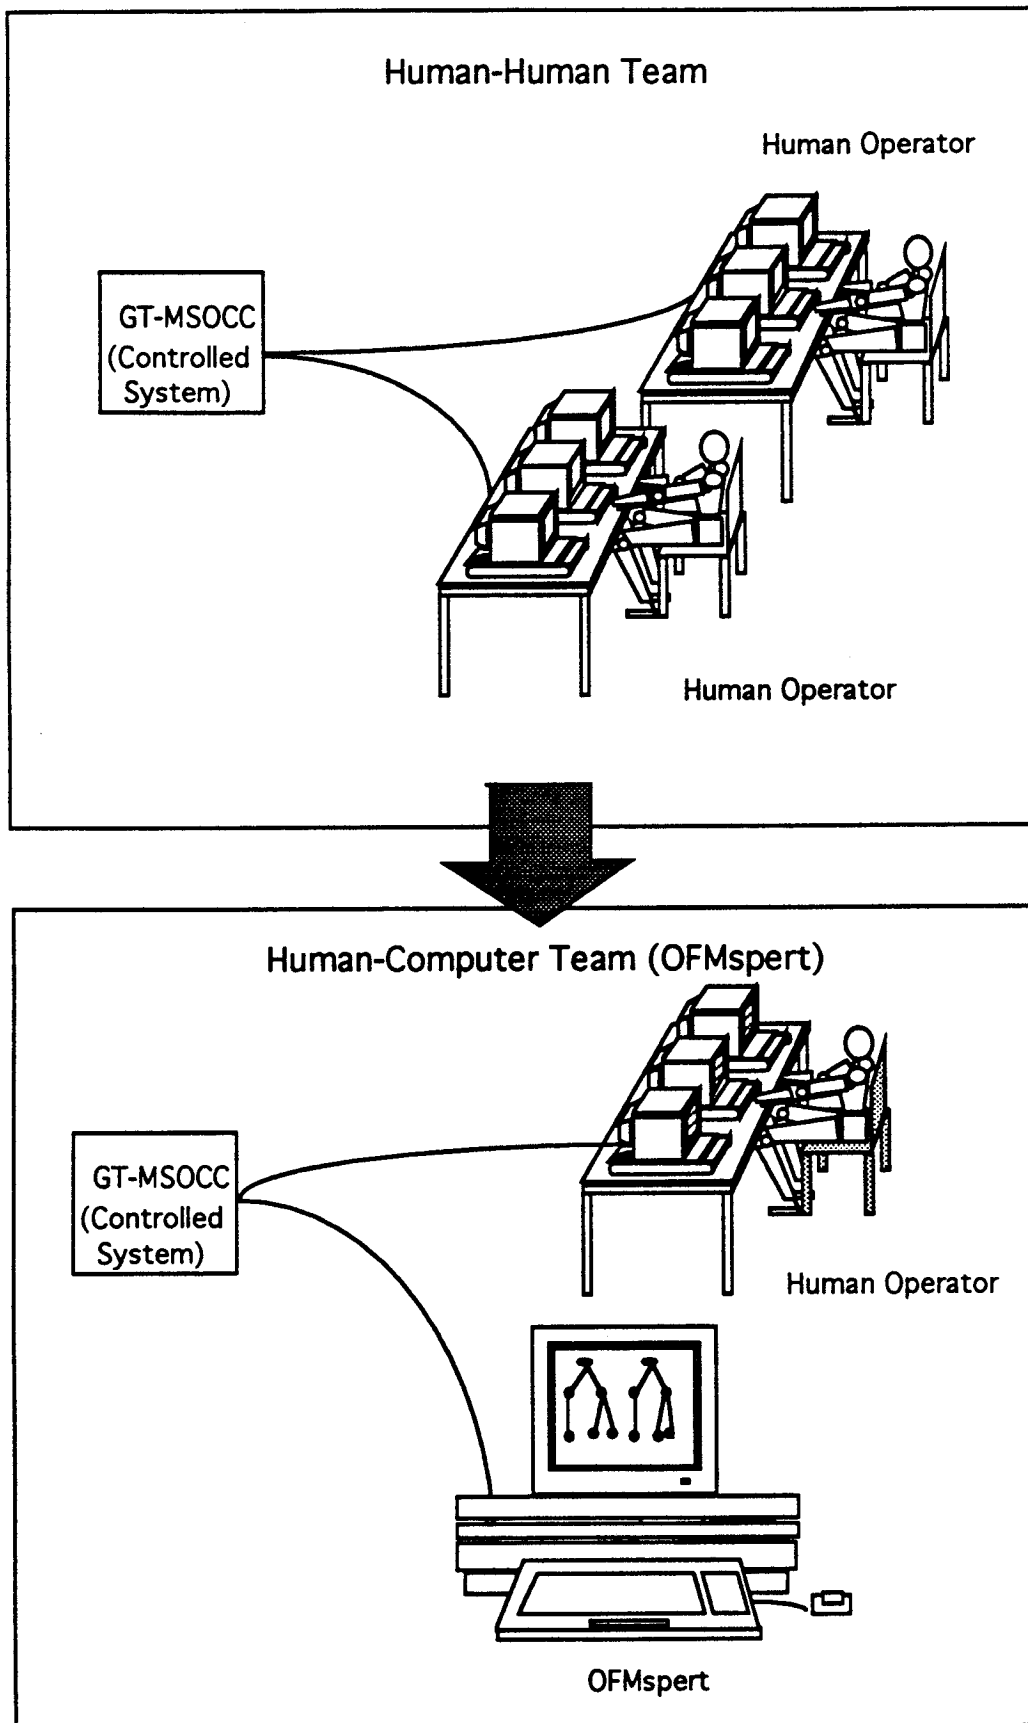 Human-Human Team
Human Operator
GT-MSOCC
(Controlled
System)
Human Operator
Human-Computer Team (OFMspert)
GT-MSOCC
(Controlled
System)
Human Operator
OFMspert